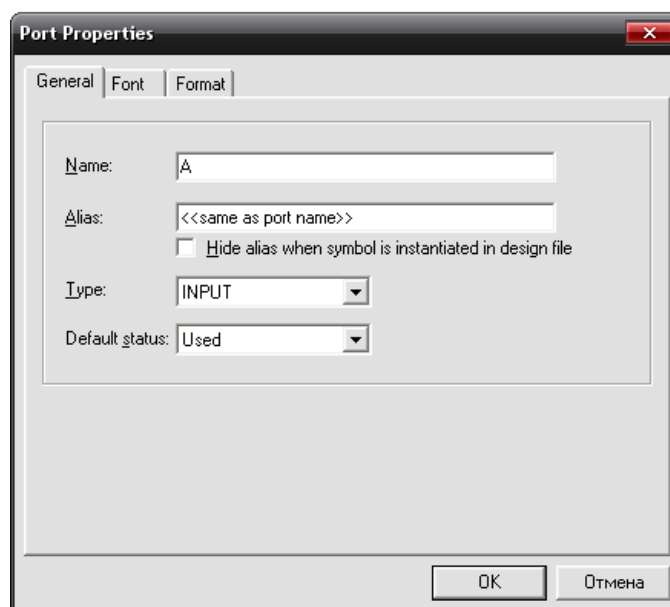 Port Properties
General Font Format
Name: A
Alias: <<same as port name>>
Hide alias when symbol is instantiated in design file
Type: INPUT
Default status: Used
OK Отмена